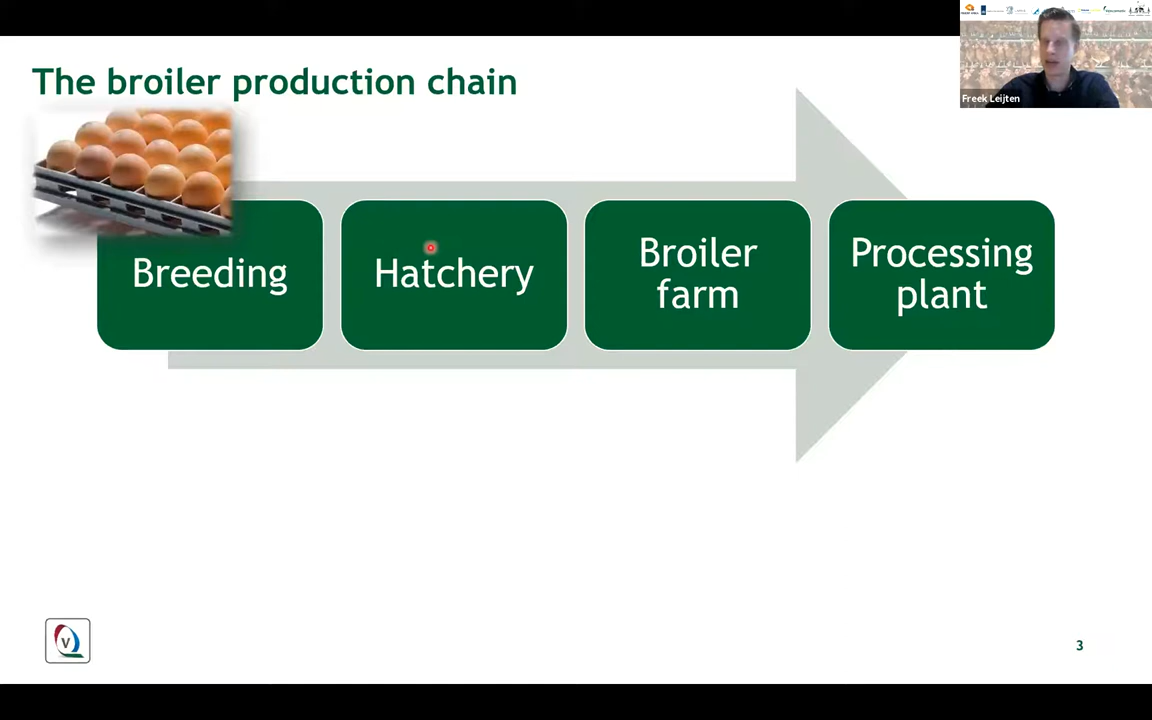 The broiler production chain
Freek Leijten
Breeding
Hatchery
Broiler
farm
Processing
plant
V
3